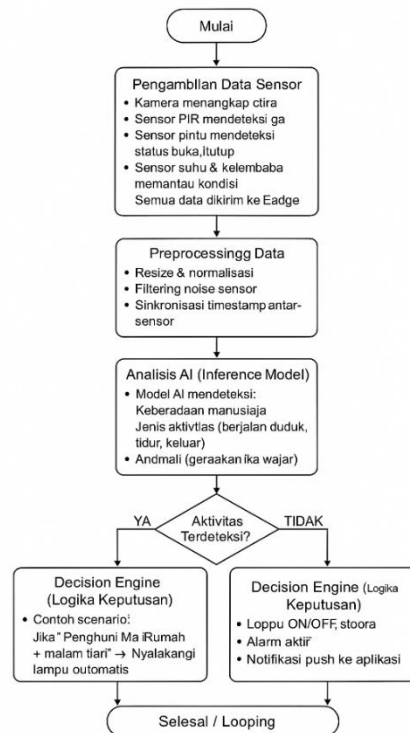 Mulai
Pengambllan Data Sensor
• Kamera menangkap ctira
• Sensor PIR mendeteksi ga
• Sensor pintu mendeteksi
status buka,itutup
• Sensor suhu & kelembaba
memantau kondisi
Semua data dikirim ke Eadge
Preprocessingg Data
• Resize & normalisasi
• Filtering noise sensor
• Sinkronisasi timestamp antar-
sensor
Analisis AI (Inference Model)
• Model AI mendeteksi:
Keberadaan manusiaja
Jenis aktivtlas (berjalan duduk,
tidur, keluar)
• Andmali (geraakan ika wajar)
Aktivitas
Terdeteksi?
YA
TIDAK
Decision Engine
(Logika Keputusan)
• Contoh scenario:
Jika "Penghuni Ma iRumah
+ malam tiari" → Nyalakangi
lampu outomatis
Decision Engine (Logika
Keputusan)
• Loppu ON/OFF, stoora
• Alarm aktif'
• Notifikasi push ke aplikasi
Selesal / Looping